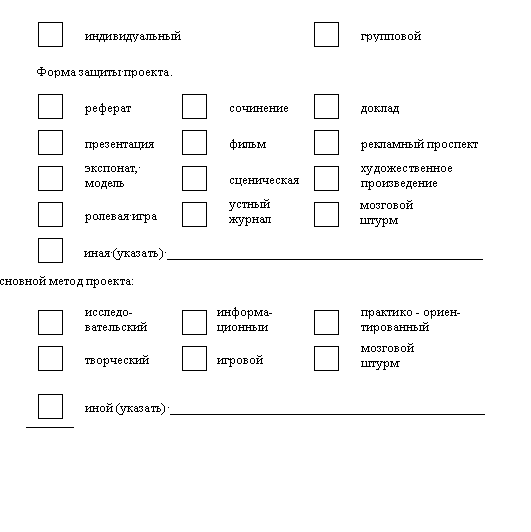 индивидуальный групповой
Форма защиты проекта.
реферат сочинение доклад
презентация фильм рекламный проспект
экспонат, модель сценическая художественное произведение
ролевая игра устный журнал мозговой штурм
иная (указать)
сновной метод проекта:
исследо-вательский информа-ционныи практико - ориен-тированный
творческий игровой мозговой штурм
иной (указать)